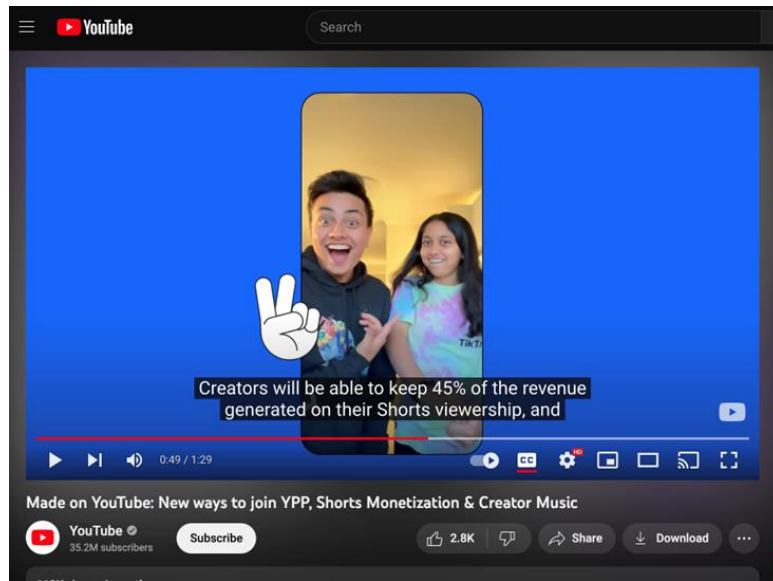 YouTube
Search
TikT
Creators will be able to keep 45% of the revenue
generated on their Shorts viewership, and
0:49 / 1:29
CC
HD
Made on YouTube: New ways to join YPP, Shorts Monetization & Creator Music
YouTube
35.2M subscribers
Subscribe
2.8K
Share
Download